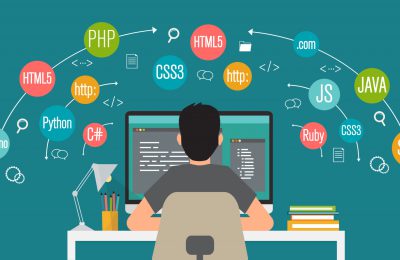 PHP
HTML5
.com
HTML5
http:
CSS3
http:
JS
JAVA
Python
C#
Ruby
CSS3